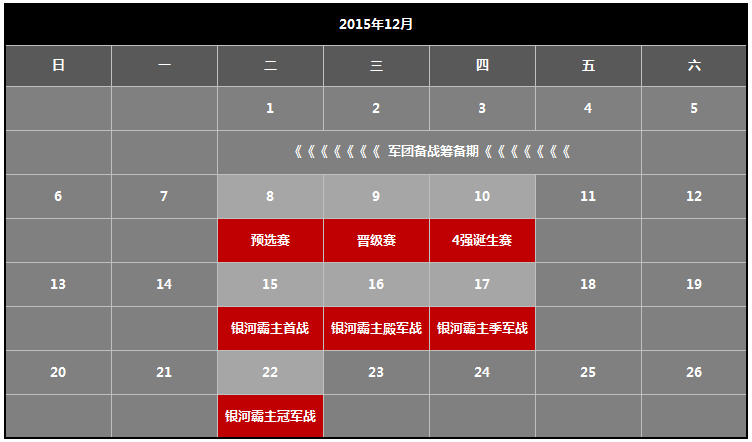 2015年12月
日 一 二 三 四 五 六
1 2 3 4 5
《《《《《《《 军团备战筹备期《《《《《《《
6 7 8 9 10 11 12
预选赛 晋级赛 4强诞生赛
13 14 15 16 17 18 19
银河霸主首战 银河霸主殿军战 银河霸主季军战
20 21 22 23 24 25 26
银河霸主冠军战